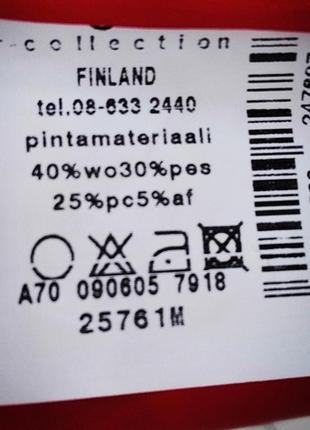 collection
FINLAND
tel.08-633 2440
pintamateriaali
40%wo30%pes
25%pc5%af
A70 090605 7918
25761M